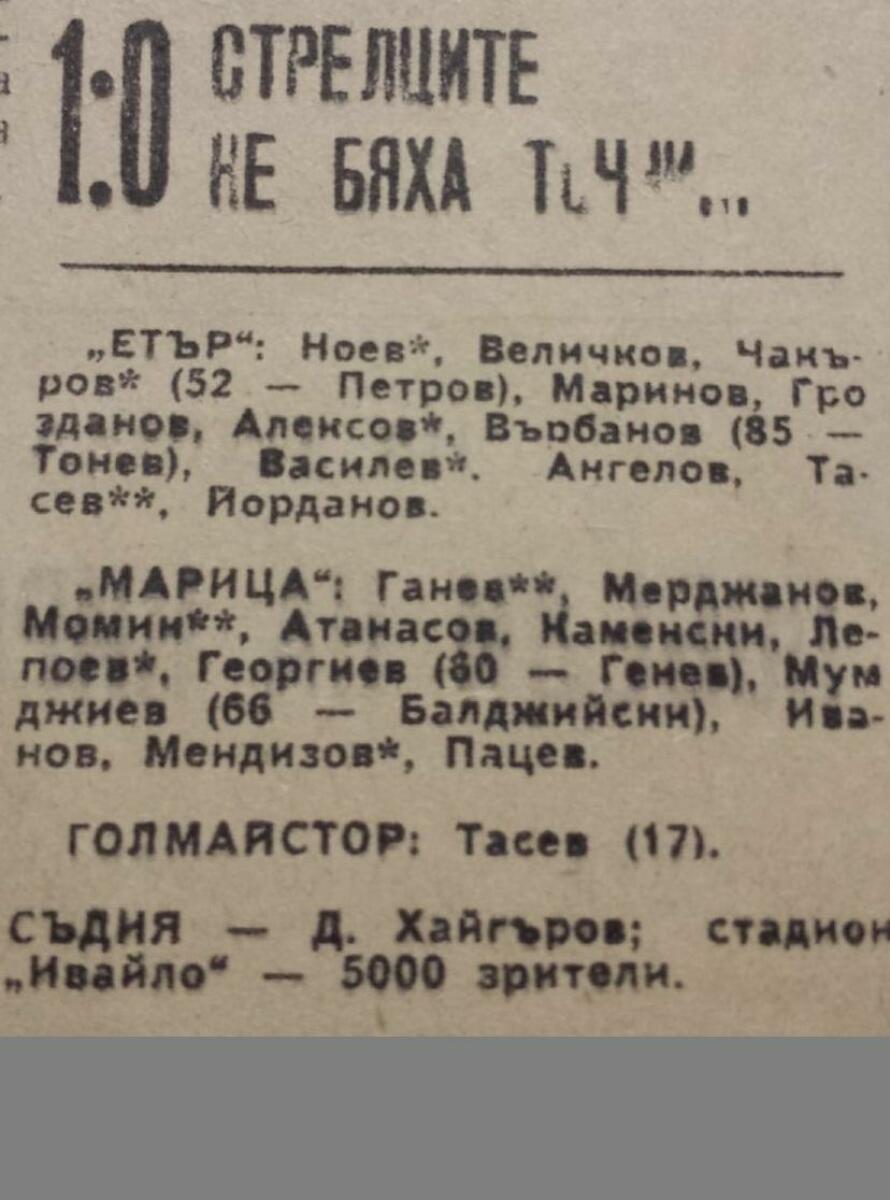 1:0 СТРЕЛЦИТЕ
НЕ БЯХА
„ЕТЪР“: Ноев*, Величков, Чакъ-
ров* (52 — Петров), Маринов, Гро
зданов, Алексов*, Върбанов (85 —
Тонев), Василев*. Ангелов, Та-
сев**, Йорданов.
„МАРИЦА“: Ганев**, Мерджанов,
Момин**, Атанасов, Каменски, Ле-
поев*, Георгиев (60 — Генев), Мум
джиев (66 — Балджийски), Ива-
нов, Мендизов*, Пацев.
ГОЛМАЙСТОР: Тасев (17).
СЪДИЯ — Д. Хайгъров; стадион
„Ивайло“ — 5000 зрители.